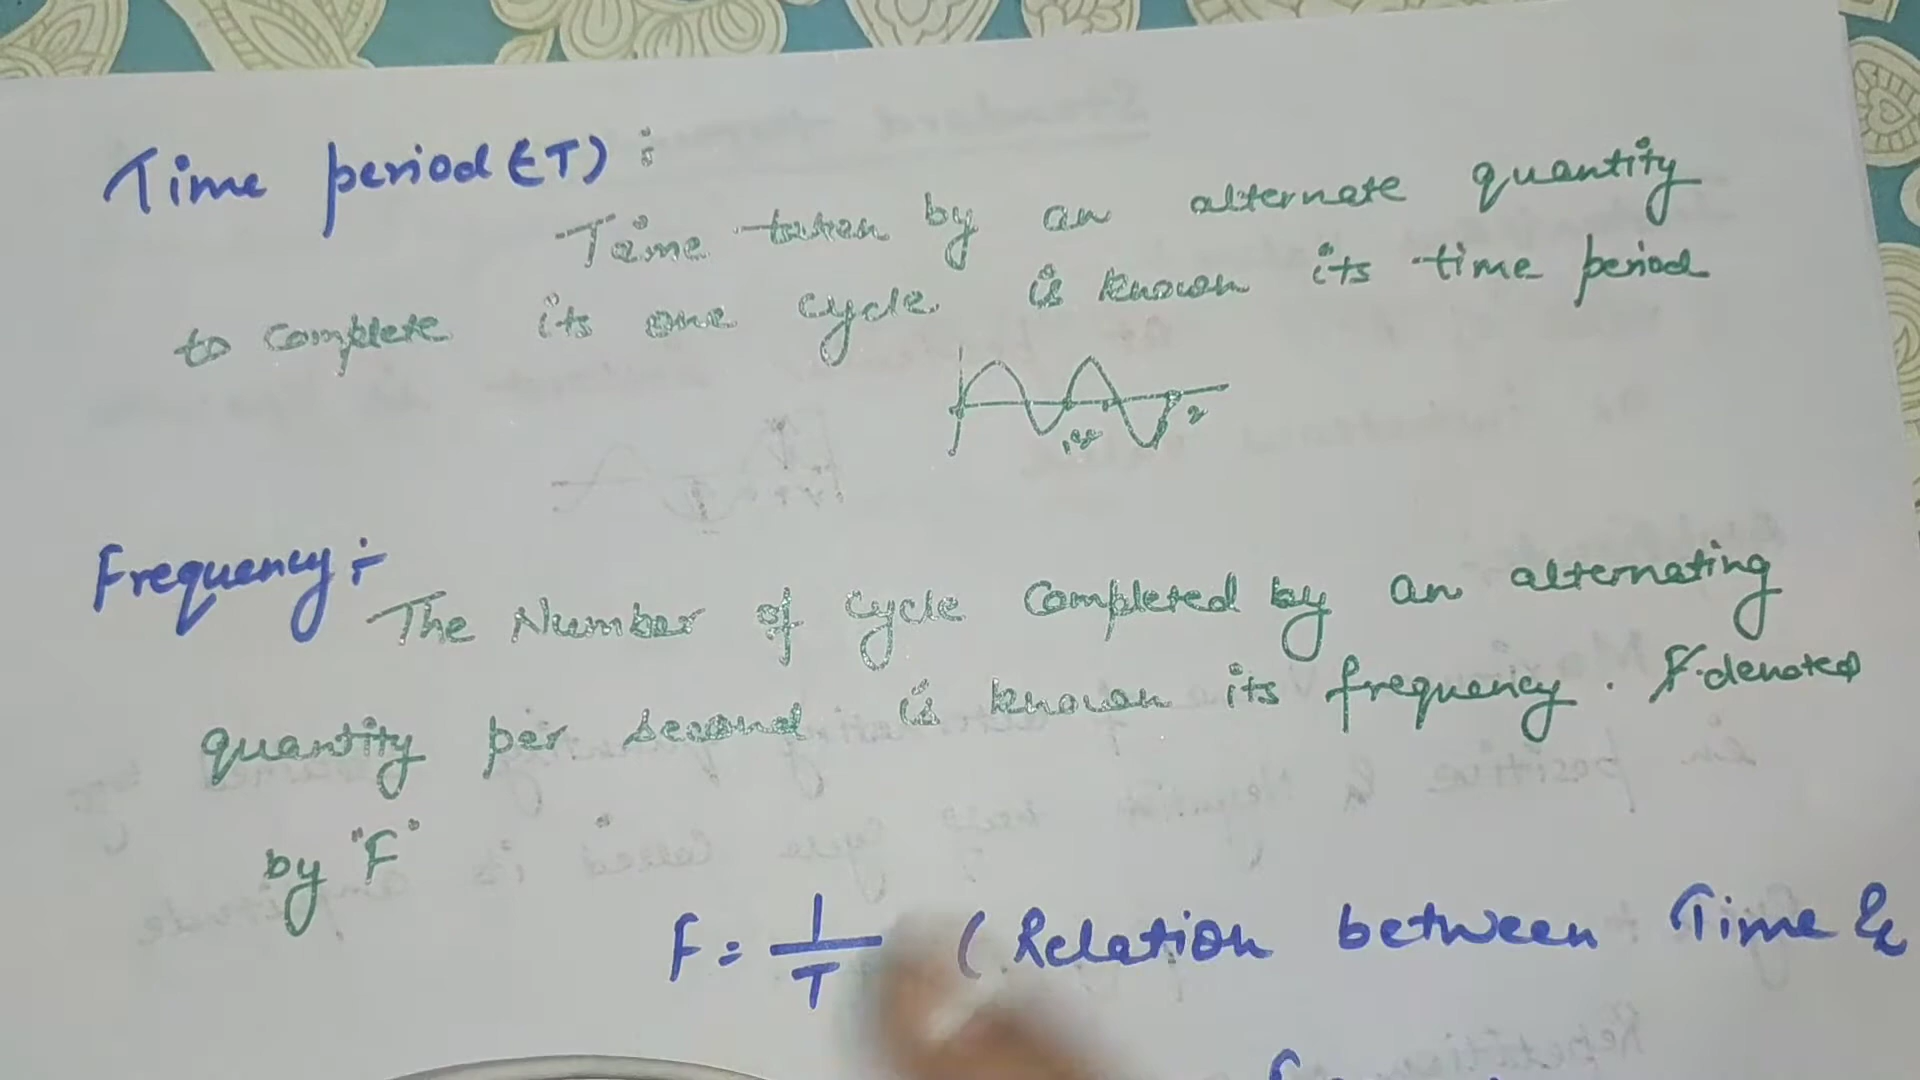 Time period (T) :
Time taken by an alternate quantity
to complete its one cycle is known its time period
Frequency :-
The Number of cycle completed by an alternating
quantity per second is known its frequency. F denoted
by "F"
F = 1/T (Relation between Time &